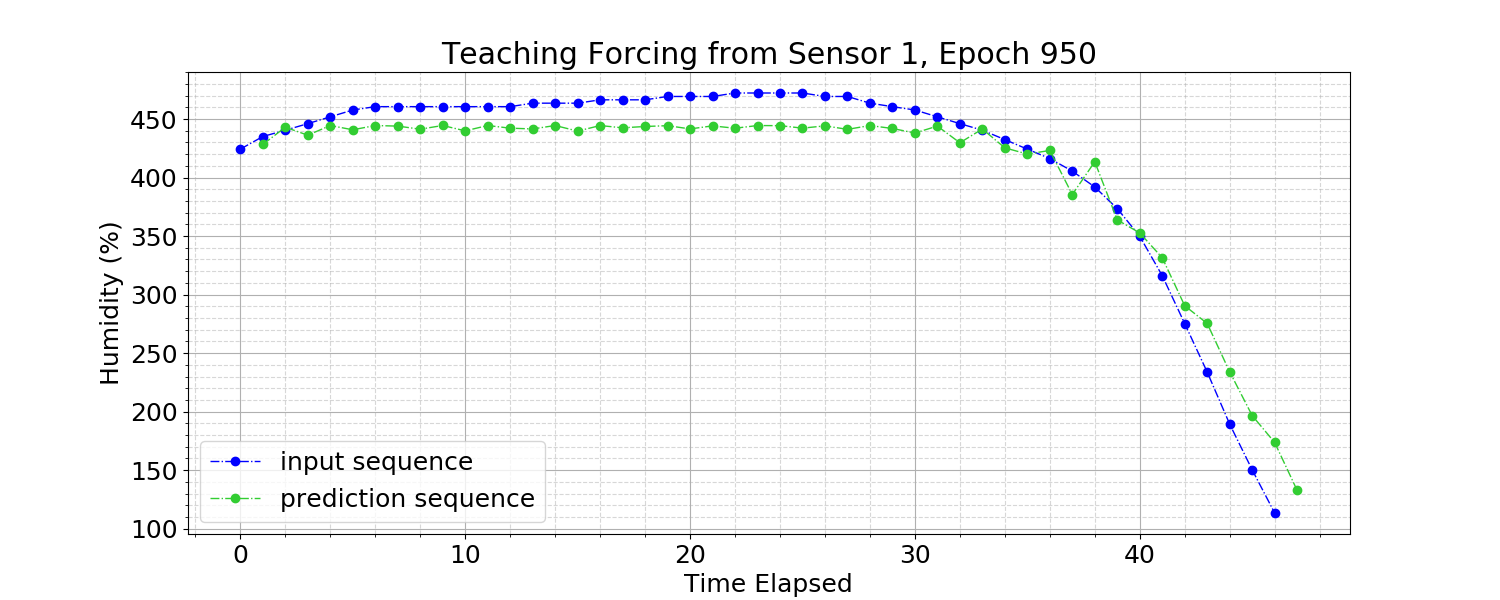 Teaching Forcing from Sensor 1, Epoch 950
Humidity (%)
450
400
350
300
250
200
150
100
input sequence
prediction sequence
0 10 20 30 40
Time Elapsed